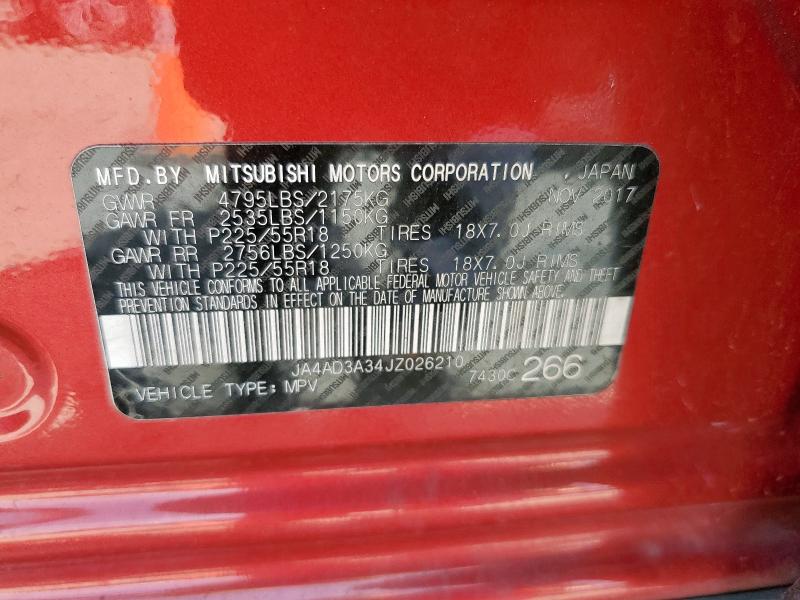 MFD.BY MITSUBISHI MOTORS CORPORATION , JAPAN
GVWR 4795LBS/2175KG NOV 2017
GAWR FR 2535LBS/1150KG
WITH P225/55R18 TIRES 18X7.0J RIMS
GAWR RR 2756LBS/1250KG
WITH P225/55R18 TIRES 18X7.0J RIMS
THIS VEHICLE CONFORMS TO ALL APPLICABLE FEDERAL MOTOR VEHICLE SAFETY AND THEFT
PREVENTION STANDARDS IN EFFECT ON THE DATE OF MANUFACTURE SHOWN ABOVE.
JA4AD3A34JZ026210
VEHICLE TYPE: MPV 7430C 266